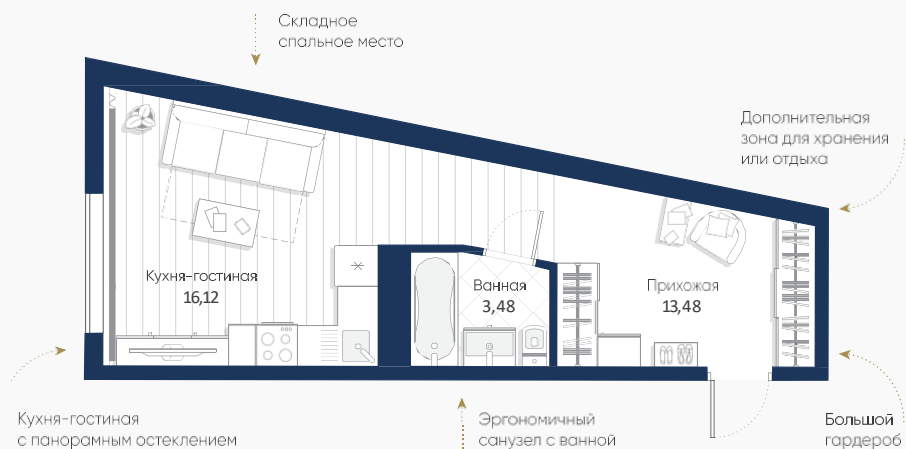 Складное
спальное место
Дополнительная
зона для хранения
или отдыха
Кухня-гостиная
16,12
Ванная
3,48
Прихожая
13,48
Кухня-гостиная
с панорамным остеклением
Эргономичный
санузел с ванной
Большой
гардероб